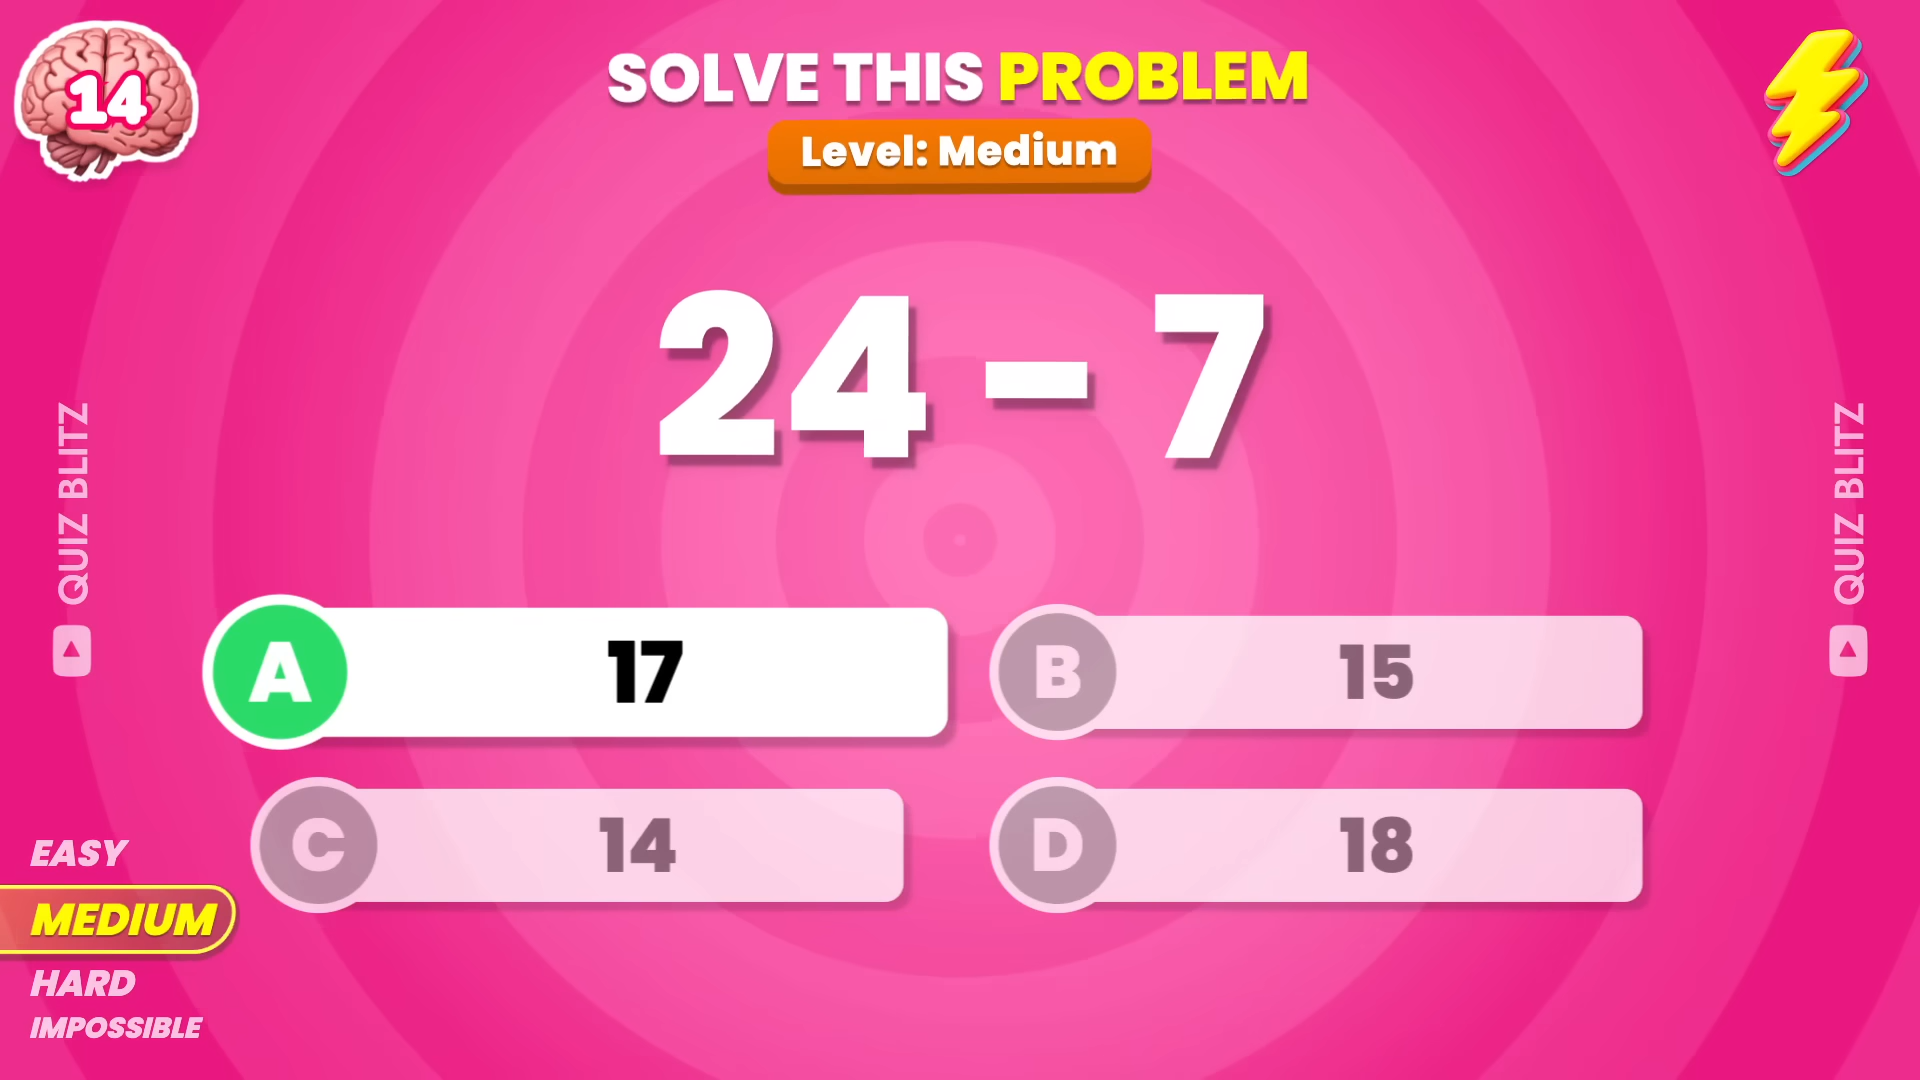 14
SOLVE THIS PROBLEM
Level: Medium
24 - 7
QUIZ BLITZ
QUIZ BLITZ
A 17
B 15
C 14
D 18
EASY
MEDIUM
HARD
IMPOSSIBLE